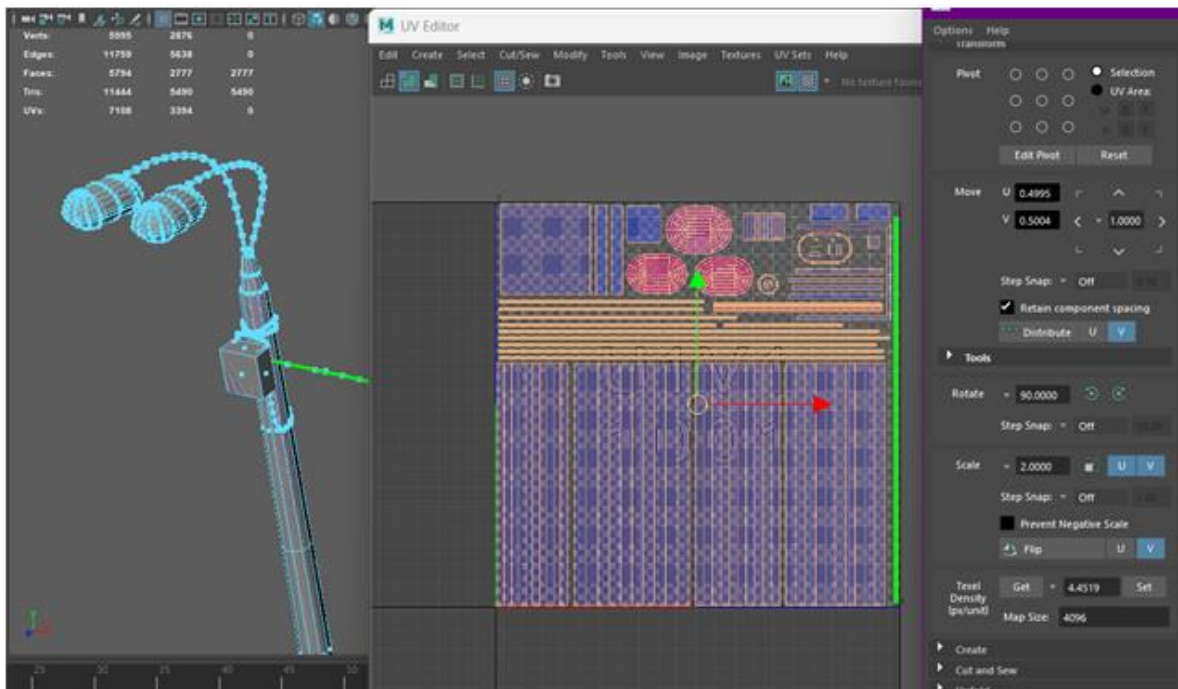 Verts: 5995 2876 0
Edges: 11759 5638 0
Faces: 5794 2777 2777
Tris: 11444 5490 5490
UVs: 7108 3394 0
25 30 35 40 45 50
UV Editor
Edit Create Select Cut/Sew Modify Tools View Image Textures UV Sets Help
No texture found
Options Help
Transform
Pivot
Selection
UV Area:
Edit Pivot Reset
Move U 0.4995
V 0.5004 1.0000
Step Snap: Off
Retain component spacing
Distribute U V
Tools
Rotate 90.0000
Step Snap: Off
Scale 2.0000 U V
Step Snap: Off
Prevent Negative Scale
Flip U V
Texel Density (px/unit) Get 4.4519 Set
Map Size: 4096
Create
Cut and Sew